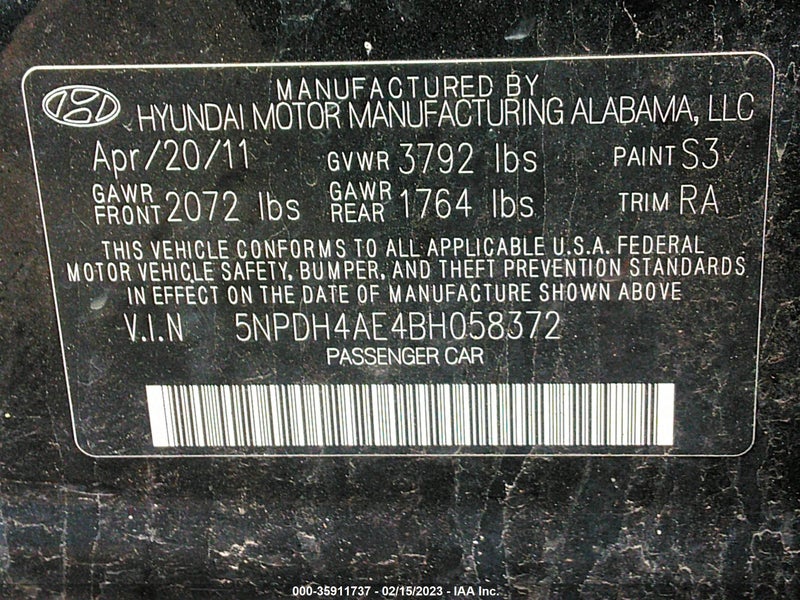 MANUFACTURED BY
HYUNDAI MOTOR MANUFACTURING ALABAMA, LLC
Apr/20/11 GVWR 3792 lbs PAINT S3
GAWR FRONT 2072 lbs GAWR REAR 1764 lbs TRIM RA
THIS VEHICLE CONFORMS TO ALL APPLICABLE U.S.A. FEDERAL
MOTOR VEHICLE SAFETY, BUMPER, AND THEFT PREVENTION STANDARDS
IN EFFECT ON THE DATE OF MANUFACTURE SHOWN ABOVE
V.I.N 5NPDH4AE4BH058372
PASSENGER CAR
000-35911737 - 02/15/2023 - IAA Inc.